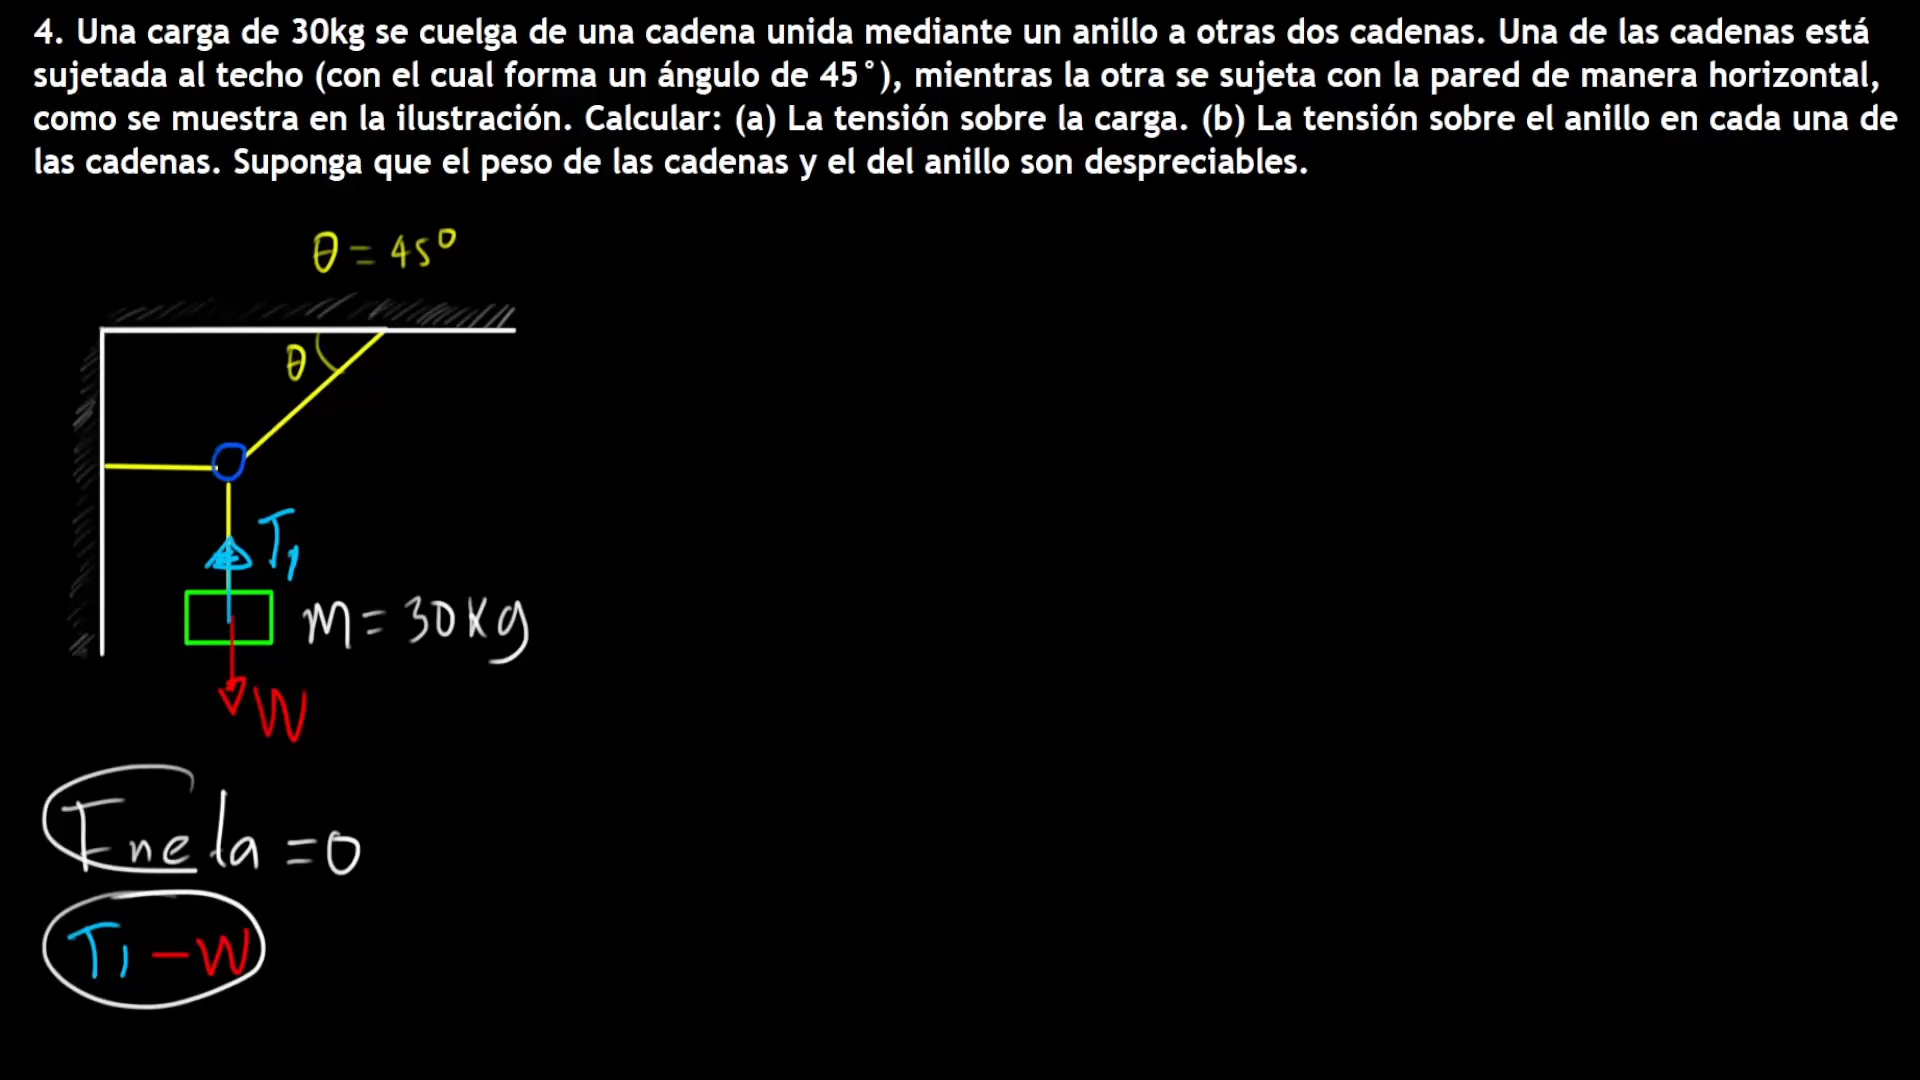 4. Una carga de 30kg se cuelga de una cadena unida mediante un anillo a otras dos cadenas. Una de las cadenas está
sujetada al techo (con el cual forma un ángulo de 45°), mientras la otra se sujeta con la pared de manera horizontal,
como se muestra en la ilustración. Calcular: (a) La tensión sobre la carga. (b) La tensión sobre el anillo en cada una de
las cadenas. Suponga que el peso de las cadenas y el del anillo son despreciables.
θ = 45°
θ
T1
m = 30kg
W
Fneta = 0
T1 - W